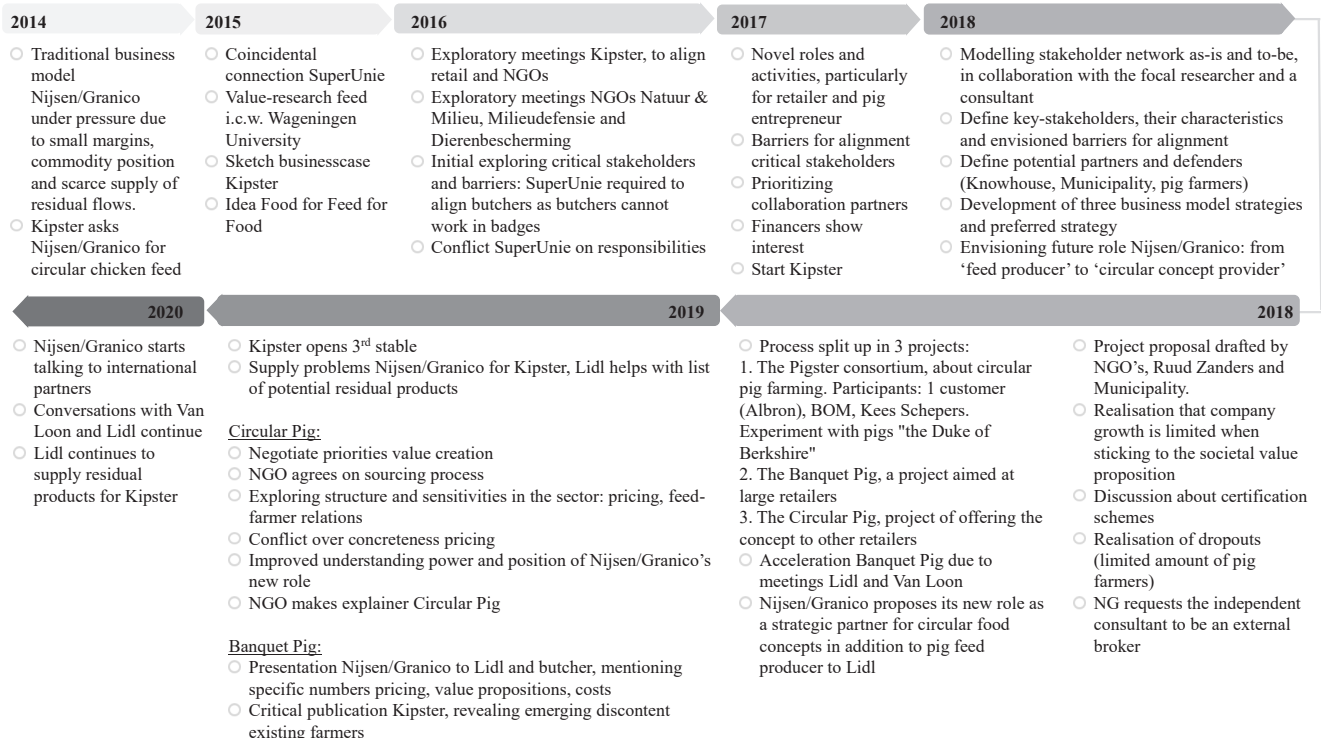 2014
Traditional business
model
Nijsen/Granico
under pressure due
to small margins,
commodity position
and scarce supply of
residual flows.
Kipster asks
Nijsen/Granico for
circular chicken feed
2015
Coincidental
connection SuperUnie
Value-research feed
i.c.w. Wageningen
University
Sketch businesscase
Kipster
Idea Food for Feed for
Food
2016
Exploratory meetings Kipster, to align
retail and NGOs
Exploratory meetings NGOs Natuur &
Milieu, Milieudefensie and
Dierenbescherming
Initial exploring critical stakeholders
and barriers: SuperUnie required to
align butchers as butchers cannot
work in badges
Conflict SuperUnie on responsibilities
2017
Novel roles and
activities, particularly
for retailer and pig
entrepreneur
Barriers for alignment
critical stakeholders
Prioritizing
collaboration partners
Financers show
interest
Start Kipster
2018
Modelling stakeholder network as-is and to-be,
in collaboration with the focal researcher and a
consultant
Define key-stakeholders, their characteristics
and envisioned barriers for alignment
Define potential partners and defenders
(Knowhouse, Municipality, pig farmers)
Development of three business model strategies
and preferred strategy
Envisioning future role Nijsen/Granico: from
‘feed producer’ to ‘circular concept provider’
2018
Process split up in 3 projects:
1. The Pigster consortium, about circular
pig farming. Participants: 1 customer
(Albron), BOM, Kees Schepers.
Experiment with pigs "the Duke of
Berkshire"
2. The Banquet Pig, a project aimed at
large retailers
3. The Circular Pig, project of offering the
concept to other retailers
Acceleration Banquet Pig due to
meetings Lidl and Van Loon
Nijsen/Granico proposes its new role as
a strategic partner for circular food
concepts in addition to pig feed
producer to Lidl
Project proposal drafted by
NGO’s, Ruud Zanders and
Municipality.
Realisation that company
growth is limited when
sticking to the societal value
proposition
Discussion about certification
schemes
Realisation of dropouts
(limited amount of pig
farmers)
NG requests the independent
consultant to be an external
broker
2019
Kipster opens 3rd stable
Supply problems Nijsen/Granico for Kipster, Lidl helps with list
of potential residual products
Circular Pig:
Negotiate priorities value creation
NGO agrees on sourcing process
Exploring structure and sensitivities in the sector: pricing, feed-
farmer relations
Conflict over concreteness pricing
Improved understanding power and position of Nijsen/Granico’s
new role
NGO makes explainer Circular Pig
Banquet Pig:
Presentation Nijsen/Granico to Lidl and butcher, mentioning
specific numbers pricing, value propositions, costs
Critical publication Kipster, revealing emerging discontent
existing farmers
2020
Nijsen/Granico starts
talking to international
partners
Conversations with Van
Loon and Lidl continue
Lidl continues to
supply residual
products for Kipster